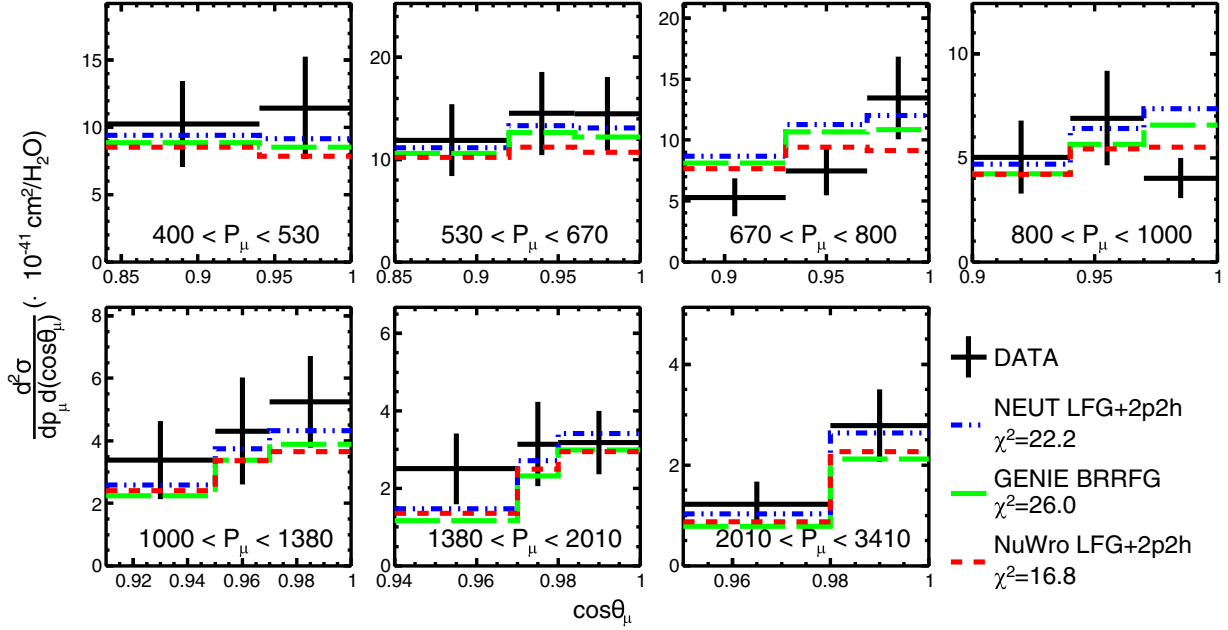 d²σ
dp_μ d(cosθ_μ) (· 10⁻⁴¹ cm²/H₂O)
15
10
5
0
0.85 0.9 0.95 1
400 < P_μ < 530
20
10
0
0.85 0.9 0.95 1
530 < P_μ < 670
20
15
10
5
0
0.9 0.95 1
670 < P_μ < 800
10
5
0
0.9 0.95 1
800 < P_μ < 1000
8
6
4
2
0
0.92 0.94 0.96 0.98 1
1000 < P_μ < 1380
6
4
2
0
0.94 0.96 0.98 1
1380 < P_μ < 2010
4
2
0
0.96 0.98 1
2010 < P_μ < 3410
cosθ_μ
DATA
NEUT LFG+2p2h
χ²=22.2
GENIE BRRFG
χ²=26.0
NuWro LFG+2p2h
χ²=16.8